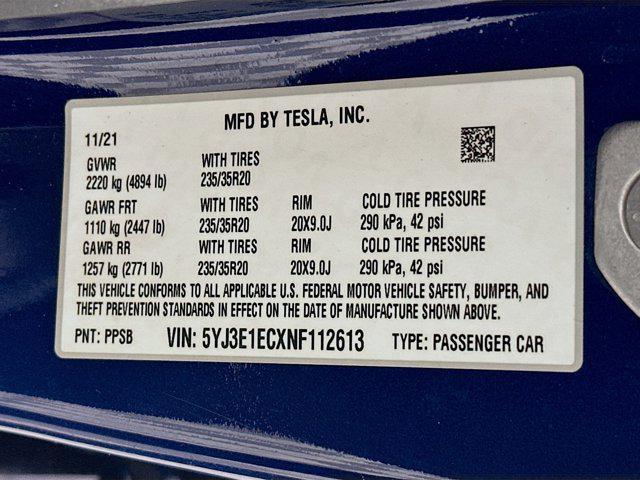 MFD BY TESLA, INC.
11/21
GVWR WITH TIRES
2220 kg (4894 lb) 235/35R20
GAWR FRT WITH TIRES RIM COLD TIRE PRESSURE
1110 kg (2447 lb) 235/35R20 20X9.0J 290 kPa, 42 psi
GAWR RR WITH TIRES RIM COLD TIRE PRESSURE
1257 kg (2771 lb) 235/35R20 20X9.0J 290 kPa, 42 psi
THIS VEHICLE CONFORMS TO ALL APPLICABLE U.S. FEDERAL MOTOR VEHICLE SAFETY, BUMPER, AND
THEFT PREVENTION STANDARDS IN EFFECT ON THE DATE OF MANUFACTURE SHOWN ABOVE.
PNT: PPSB VIN: 5YJ3E1ECXNF112613 TYPE: PASSENGER CAR